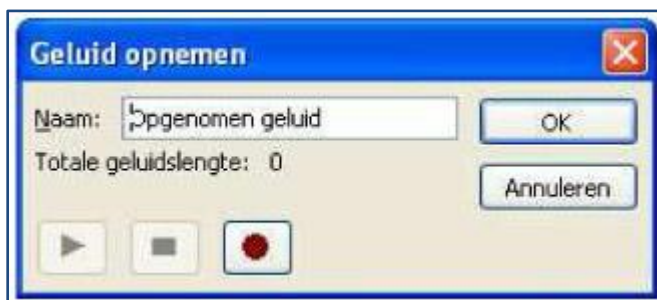 Geluid opnemen
Naam: Opgenomen geluid
OK
Totale geluidslengte: 0
Annuleren